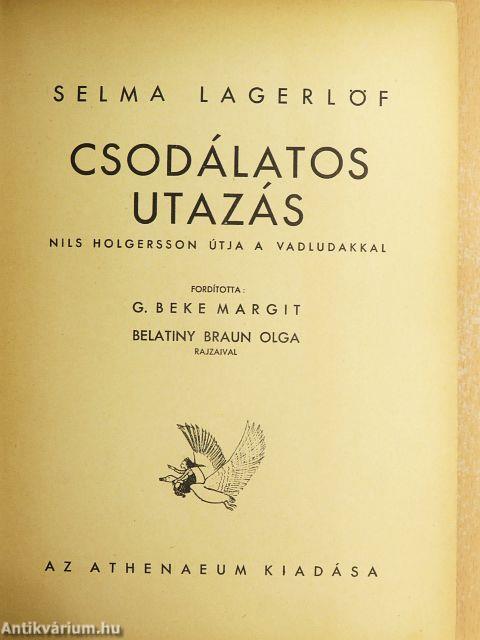 SELMA LAGERLÖF
CSODÁLATOS
UTAZÁS
NILS HOLGERSSON ÚTJA A VADLUDAKKAL
FORDÍTOTTA:
G. BEKE MARGIT
BELATINY BRAUN OLGA
RAJZAIVAL
AZ ATHENAEUM KIADÁSA
Antikvárium.hu